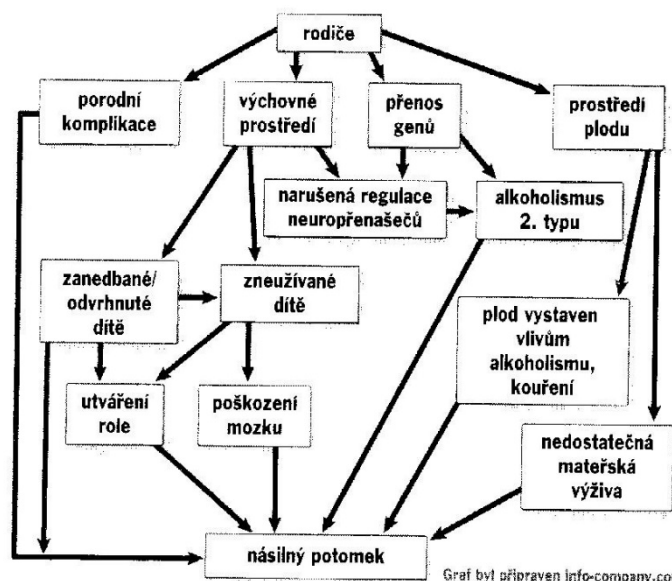 rodiče
porodní
komplikace
výchovné
prostředí
přenos
genů
prostředí
plodu
narušená regulace
neuropřenašečů
alkoholismus
2. typu
zanedbané/
odvrhnuté
dítě
zneužívané
dítě
plod vystaven
vlivům
alkoholismu,
kouření
utváření
role
poškození
mozku
nedostatečná
mateřská
výživa
násilný potomek
Graf byl připraven info-company.co